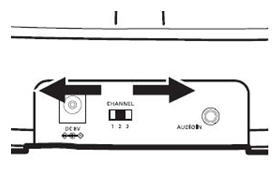 CHANNEL
1 2 3
DC 9V
AUDIO IN